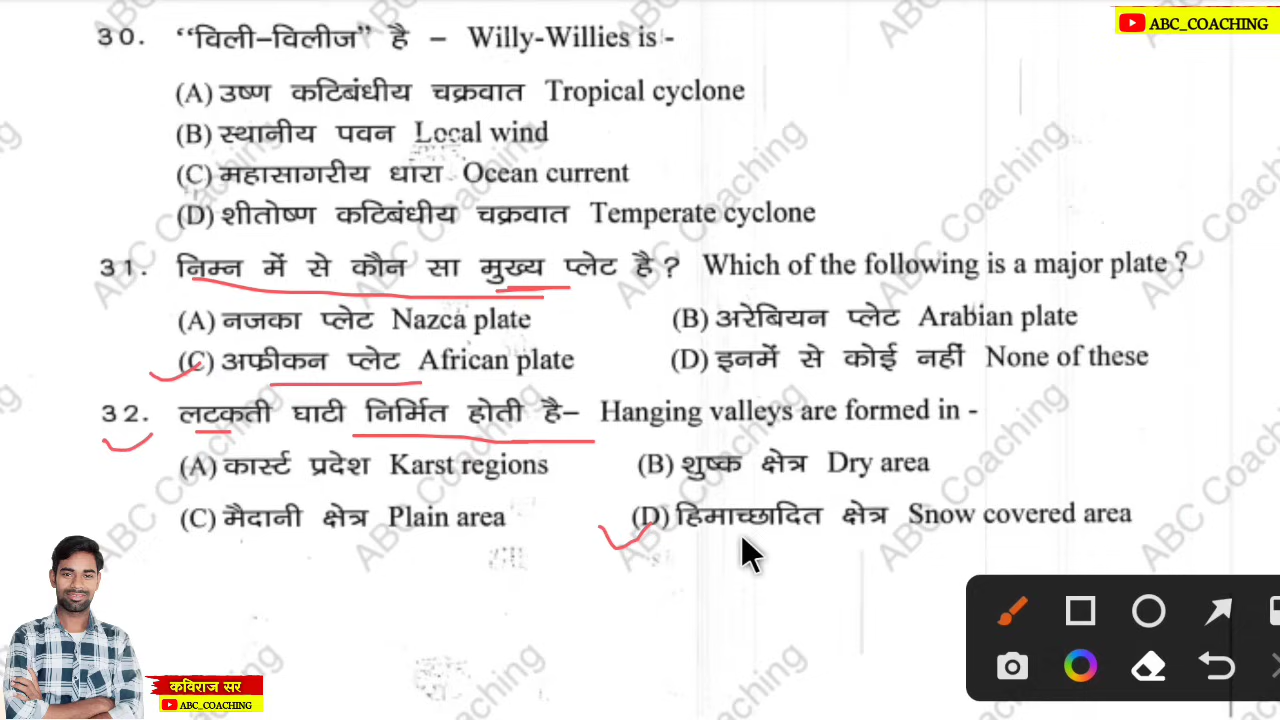 ABC_COACHING
30. “विली-विलीज” है - Willy-Willies is -
(A) उष्ण कटिबंधीय चक्रवात Tropical cyclone
(B) स्थानीय पवन Local wind
(C) महासागरीय धारा Ocean current
(D) शीतोष्ण कटिबंधीय चक्रवात Temperate cyclone
31. निम्न में से कौन सा मुख्य प्लेट है? Which of the following is a major plate ?
(A) नजका प्लेट Nazca plate (B) अरेबियन प्लेट Arabian plate
(C) अफ्रीकन प्लेट African plate (D) इनमें से कोई नहीं None of these
32. लटकती घाटी निर्मित होती है- Hanging valleys are formed in -
(A) कार्स्ट प्रदेश Karst regions (B) शुष्क क्षेत्र Dry area
(C) मैदानी क्षेत्र Plain area (D) हिमाच्छादित क्षेत्र Snow covered area
कविराज सर
ABC_COACHING
ABC Coaching